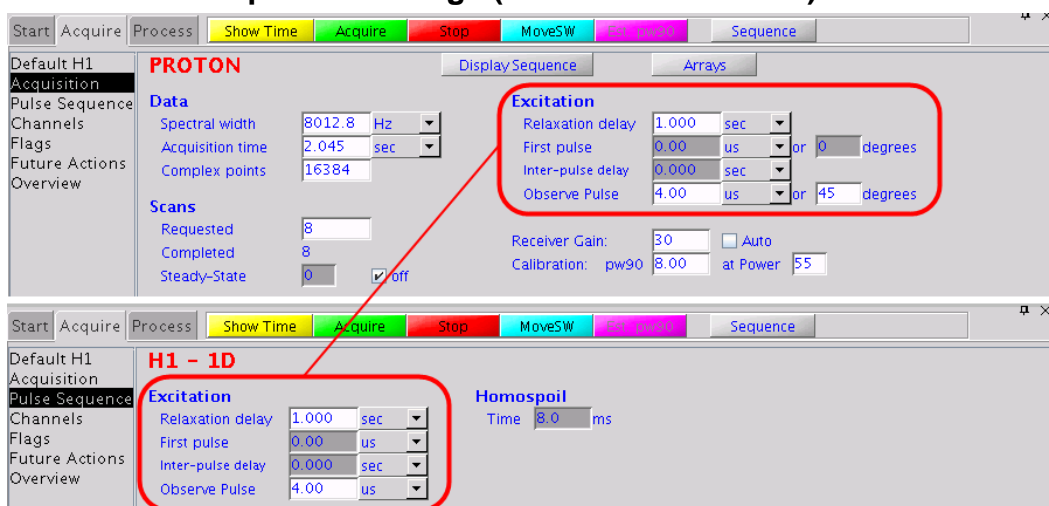 Start Acquire Process Show Time Acquire Stop MoveSW Est. pw90 Sequence
Default H1
Acquisition
Pulse Sequence
Channels
Flags
Future Actions
Overview
PROTON Display Sequence Arrays
Data
Spectral width 8012.8 Hz
Acquisition time 2.045 sec
Complex points 16384
Scans
Requested 8
Completed 8
Steady-State 0 off
Excitation
Relaxation delay 1.000 sec
First pulse 0.00 us or 0 degrees
Inter-pulse delay 0.000 sec
Observe Pulse 4.00 us or 45 degrees
Receiver Gain: 30 Auto
Calibration: pw90 8.00 at Power 55
Start Acquire Process Show Time Acquire Stop MoveSW Est. pw90 Sequence
Default H1
Acquisition
Pulse Sequence
Channels
Flags
Future Actions
Overview
H1 - 1D
Excitation
Relaxation delay 1.000 sec
First pulse 0.00 us
Inter-pulse delay 0.000 sec
Observe Pulse 4.00 us
Homospoil
Time 8.0 ms